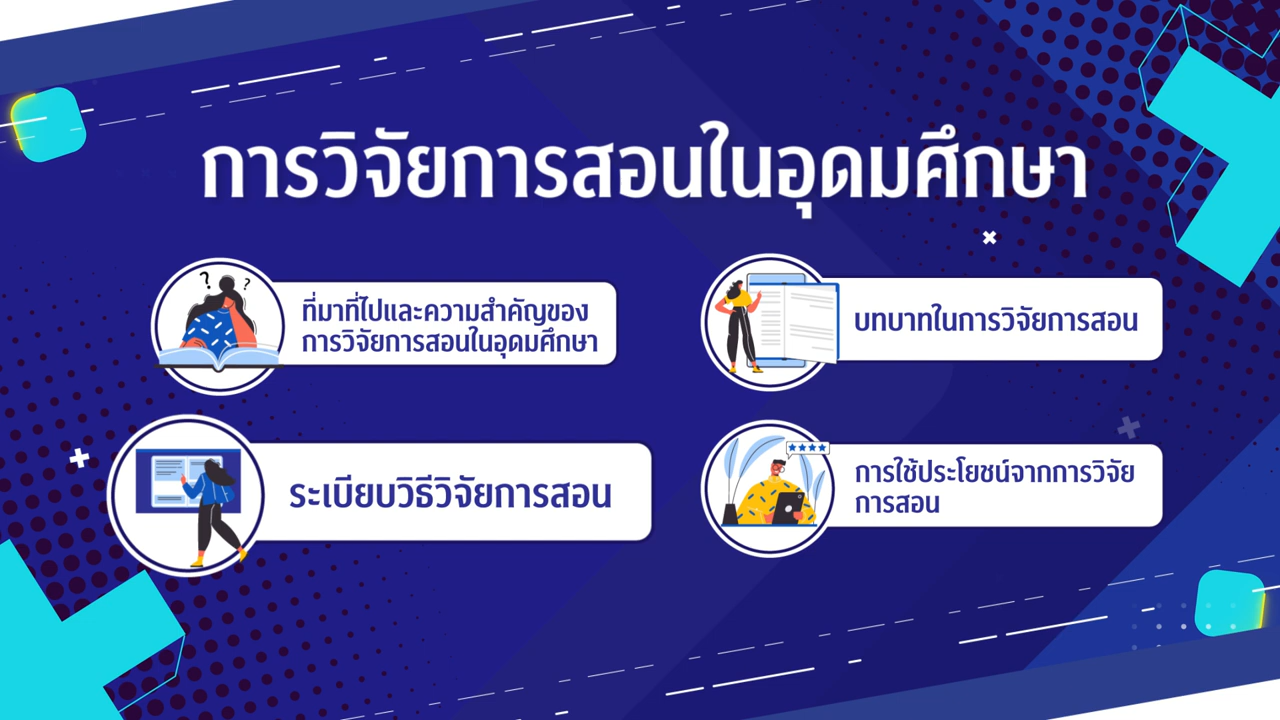 การวิจัยการสอนในอุดมศึกษา
ที่มาที่ไปและความสำคัญของ
การวิจัยการสอนในอุดมศึกษา
บทบาทในการวิจัยการสอน
ระเบียบวิธีวิจัยการสอน
การใช้ประโยชน์จากการวิจัย
การสอน